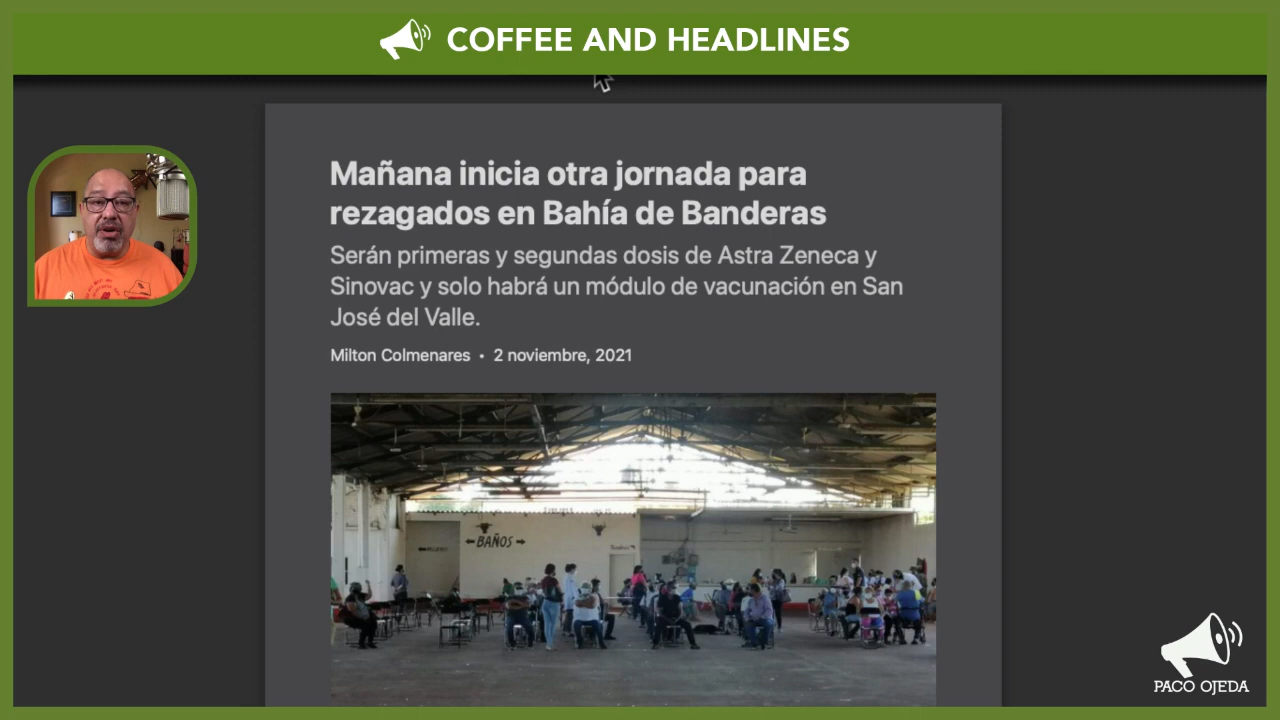 COFFEE AND HEADLINES
Mañana inicia otra jornada para
rezagados en Bahía de Banderas
Serán primeras y segundas dosis de Astra Zeneca y
Sinovac y solo habrá un módulo de vacunación en San
José del Valle.
Milton Colmenares • 2 noviembre, 2021
BAÑOS
PACO OJEDA